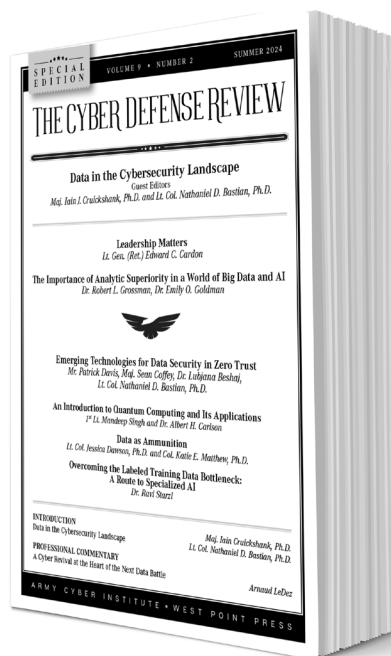 SPECIAL
EDITION
VOLUME 9 • NUMBER 2
SUMMER 2024
THE CYBER DEFENSE REVIEW
Data in the Cybersecurity Landscape
Guest Editors
Maj. Iain J. Cruickshank, Ph.D. and Lt. Col. Nathaniel D. Bastian, Ph.D.
Leadership Matters
Lt. Gen. (Ret.) Edward C. Cardon
The Importance of Analytic Superiority in a World of Big Data and AI
Dr. Robert L. Grossman, Dr. Emily O. Goldman
Emerging Technologies for Data Security in Zero Trust
Mr. Patrick Davis, Maj. Sean Coffey, Dr. Lubjana Beshaj,
Lt. Col. Nathaniel D. Bastian, Ph.D.
An Introduction to Quantum Computing and Its Applications
1st Lt. Mandeep Singh and Dr. Albert H. Carlson
Data as Ammunition
Lt. Col. Jessica Dawson, Ph.D. and Col. Katie E. Matthew, Ph.D.
Overcoming the Labeled Training Data Bottleneck:
A Route to Specialized AI
Dr. Ravi Starzl
INTRODUCTION
Data in the Cybersecurity Landscape
Maj. Iain Cruickshank, Ph.D.
Lt. Col. Nathaniel D. Bastian, Ph.D.
PROFESSIONAL COMMENTARY
A Cyber Revival at the Heart of the Next Data Battle
Arnaud LeDez
ARMY CYBER INSTITUTE • WEST POINT PRESS